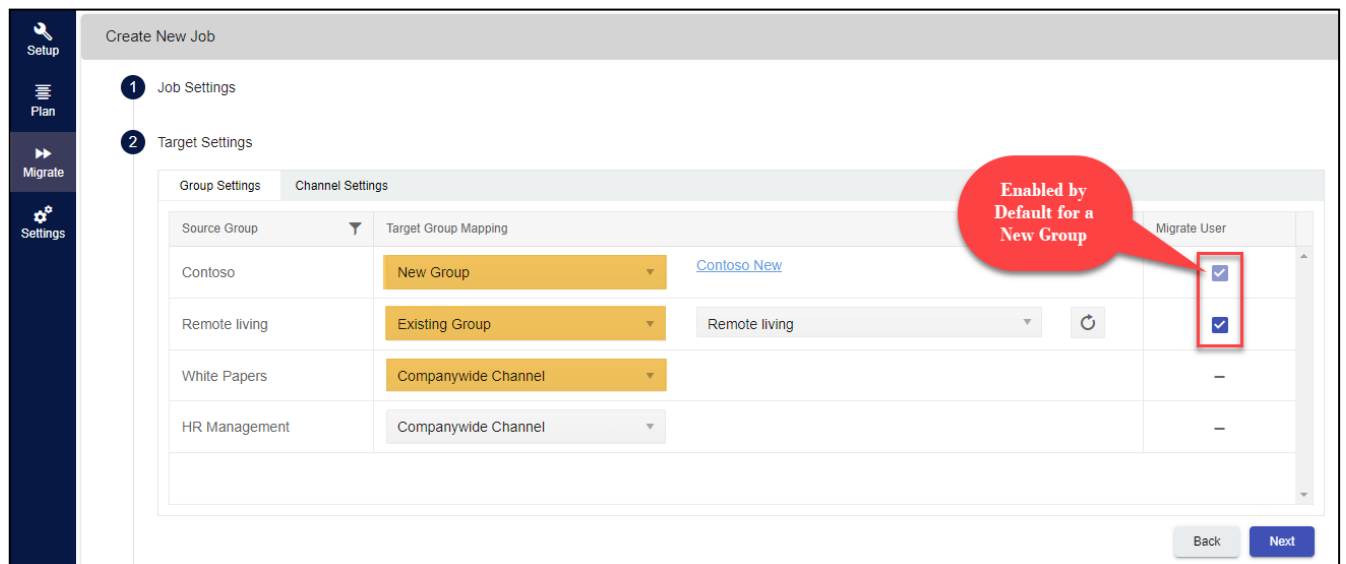 Setup
Plan
Migrate
Settings
Create New Job
1 Job Settings
2 Target Settings
Group Settings Channel Settings
Enabled by
Default for a
New Group
Source Group Target Group Mapping Migrate User
Contoso New Group Contoso New
Remote living Existing Group Remote living
White Papers Companywide Channel –
HR Management Companywide Channel –
Back Next